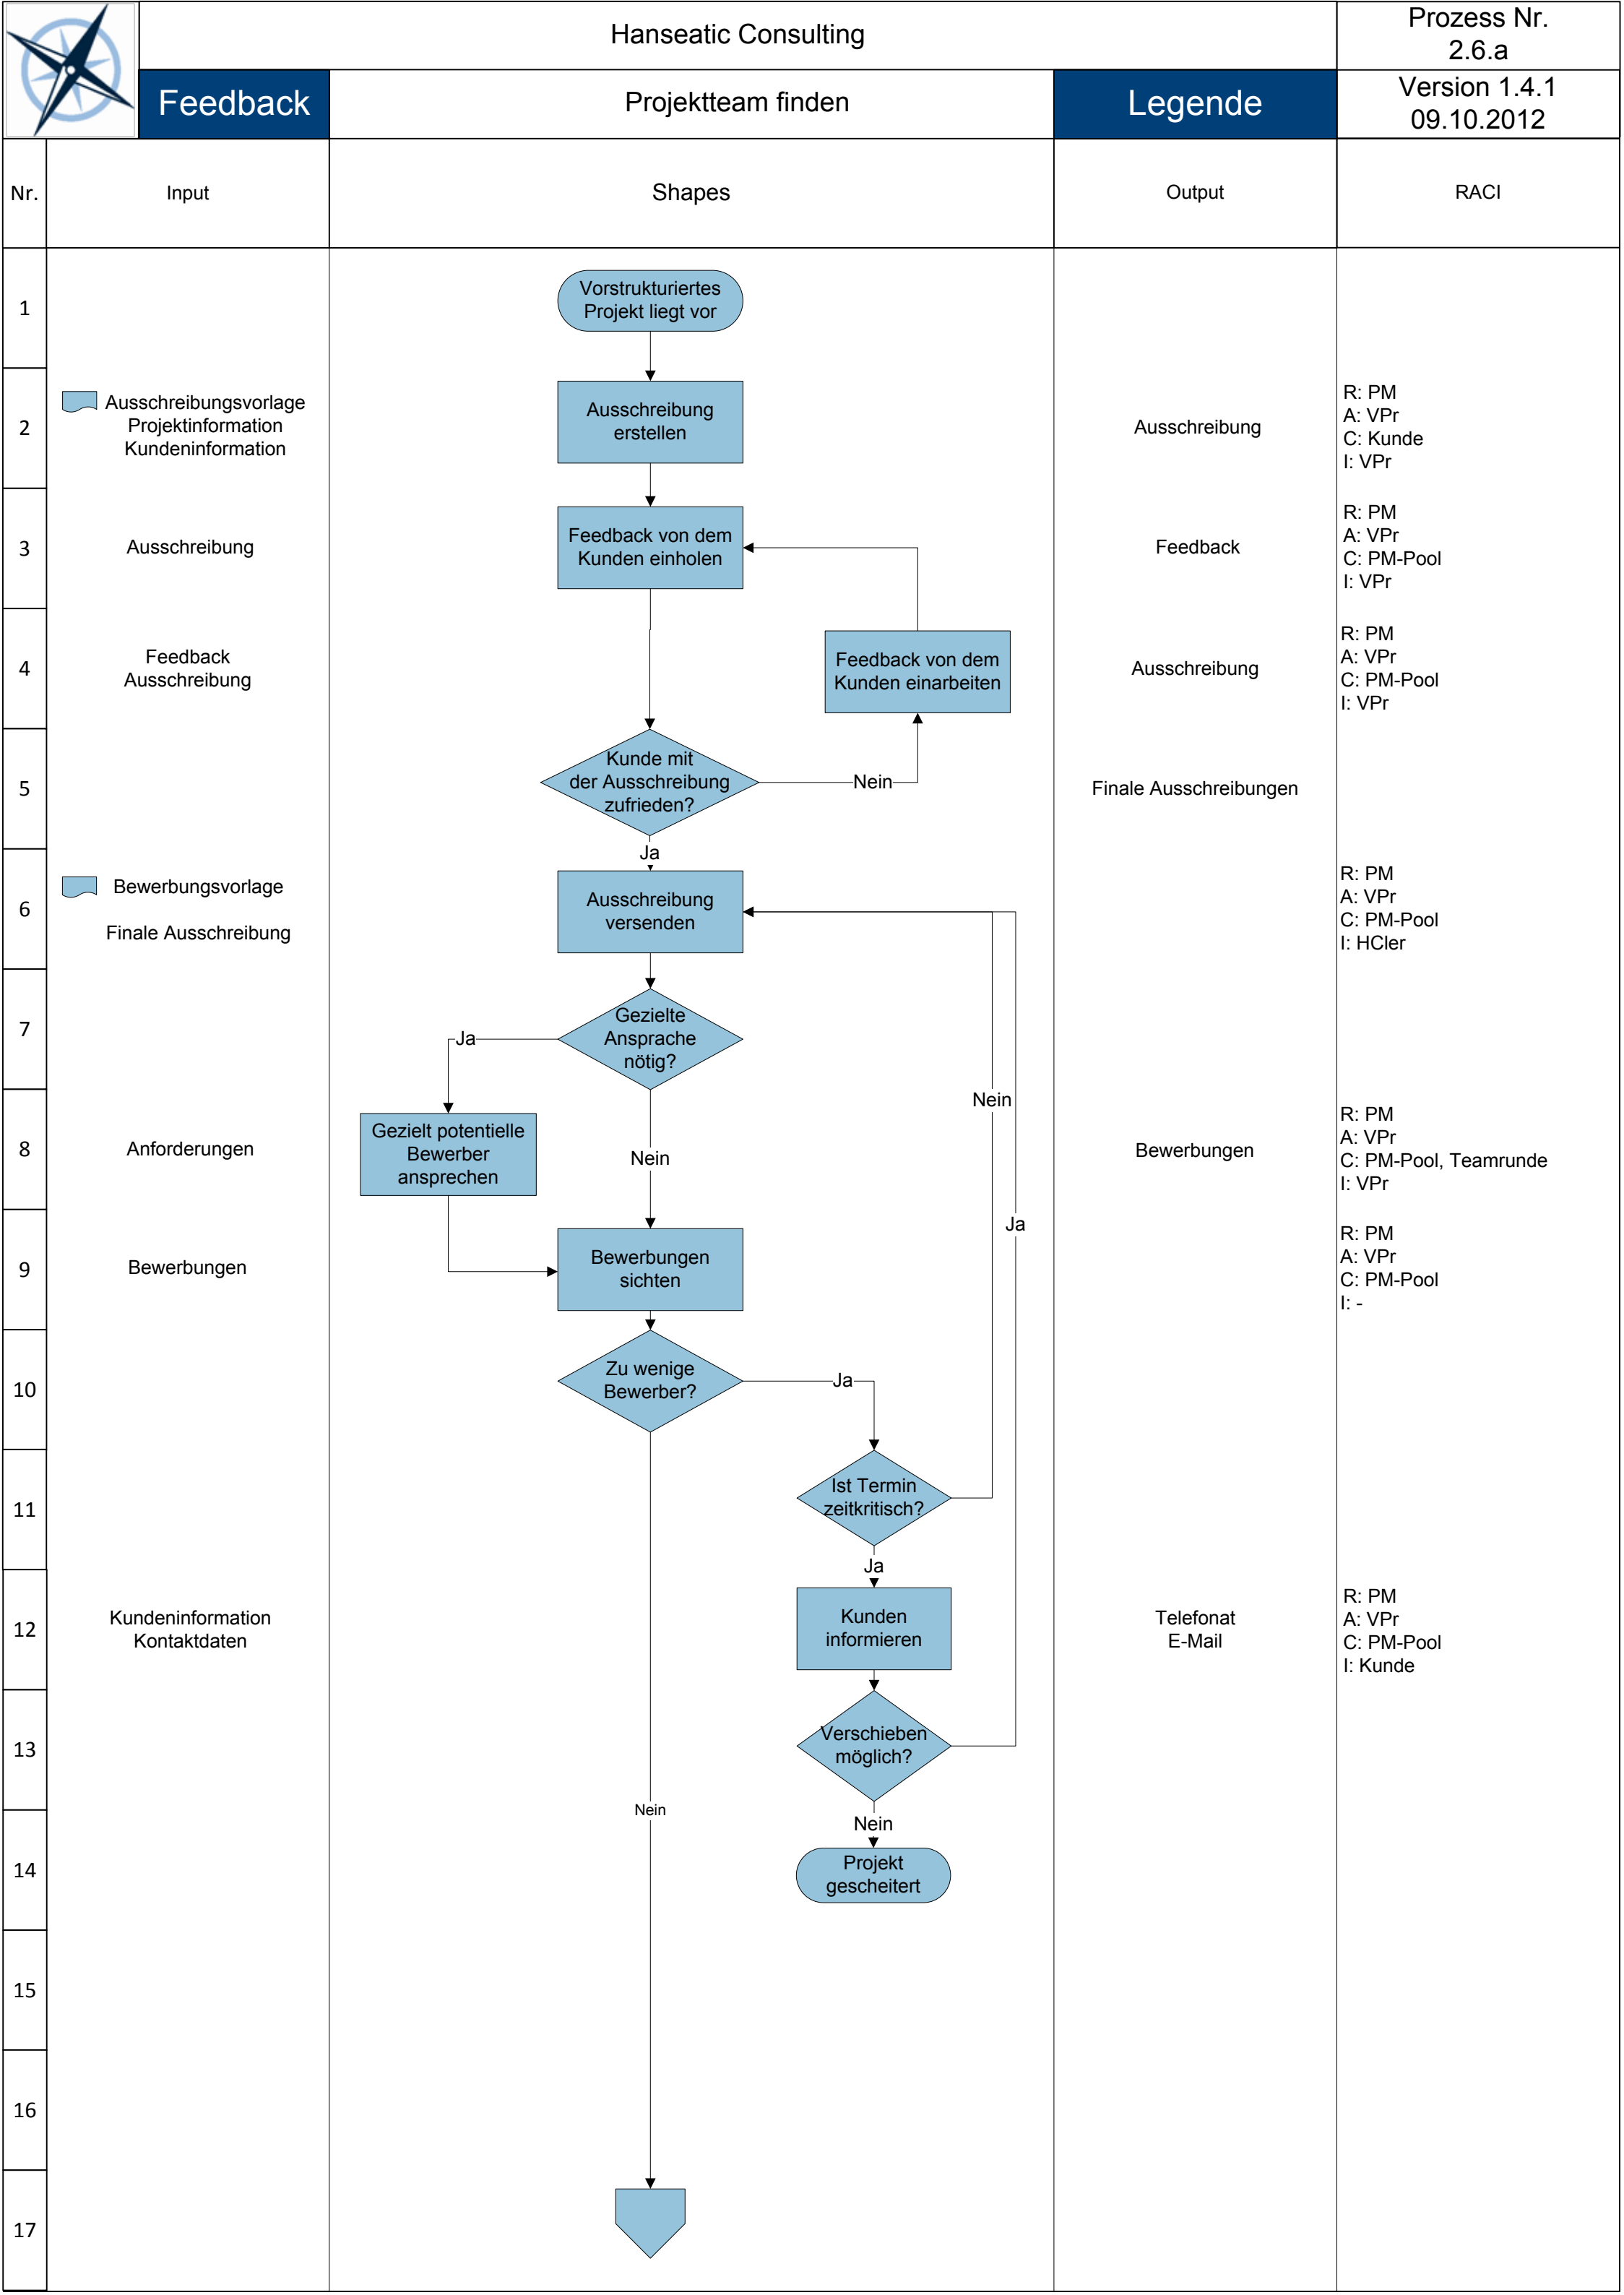 Hanseatic Consulting
Prozess Nr.
2.6.a
Feedback
Projektteam finden
Legende
Version 1.4.1
09.10.2012
Nr.
Input
Shapes
Output
RACI
1
Vorstrukturiertes
Projekt liegt vor
2
Ausschreibungsvorlage
Projektinformation
Kundeninformation
Ausschreibung
erstellen
Ausschreibung
R: PM
A: VPr
C: Kunde
I: VPr
3
Ausschreibung
Feedback von dem
Kunden einholen
Feedback
R: PM
A: VPr
C: PM-Pool
I: VPr
4
Feedback
Ausschreibung
Feedback von dem
Kunden einarbeiten
Ausschreibung
R: PM
A: VPr
C: PM-Pool
I: VPr
5
Kunde mit
der Ausschreibung
zufrieden?
Nein
Finale Ausschreibungen
Ja
6
Bewerbungsvorlage
Finale Ausschreibung
Ausschreibung
versenden
R: PM
A: VPr
C: PM-Pool
I: HCler
7
Ja
Gezielte
Ansprache
nötig?
Nein
8
Anforderungen
Gezielt potentielle
Bewerber
ansprechen
Nein
Bewerbungen
R: PM
A: VPr
C: PM-Pool, Teamrunde
I: VPr
Ja
9
Bewerbungen
Bewerbungen
sichten
R: PM
A: VPr
C: PM-Pool
I: -
10
Zu wenige
Bewerber?
Ja
11
Ist Termin
zeitkritisch?
Ja
12
Kundeninformation
Kontaktdaten
Kunden
informieren
Telefonat
E-Mail
R: PM
A: VPr
C: PM-Pool
I: Kunde
13
Verschieben
möglich?
Nein
Nein
14
Projekt
gescheitert
15
16
17